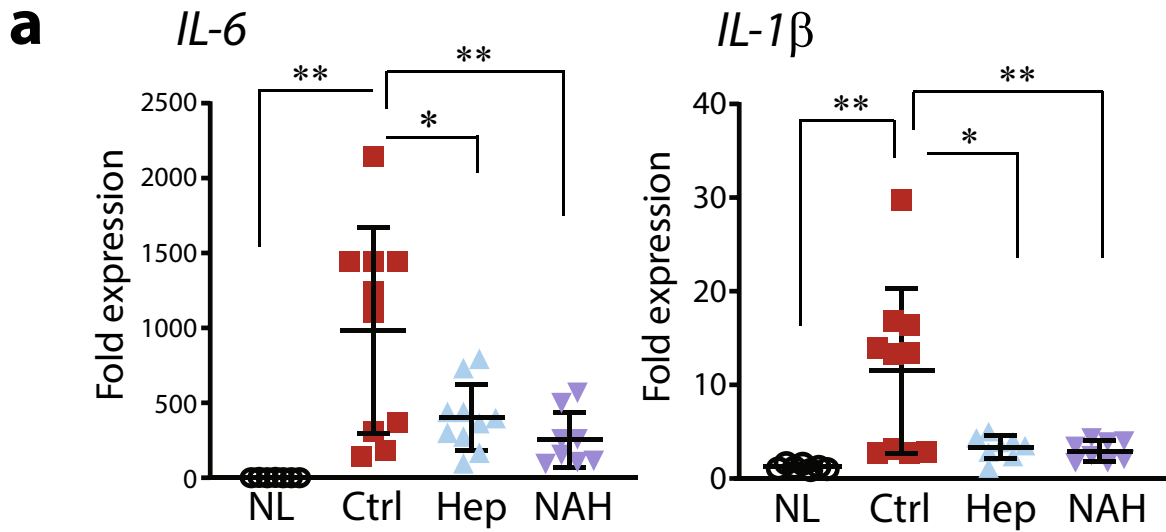 a
IL-6
**
**
*
Fold expression
2500
2000
1500
1000
500
0
NL Ctrl Hep NAH
IL-1β
**
**
*
Fold expression
40
30
20
10
0
NL Ctrl Hep NAH